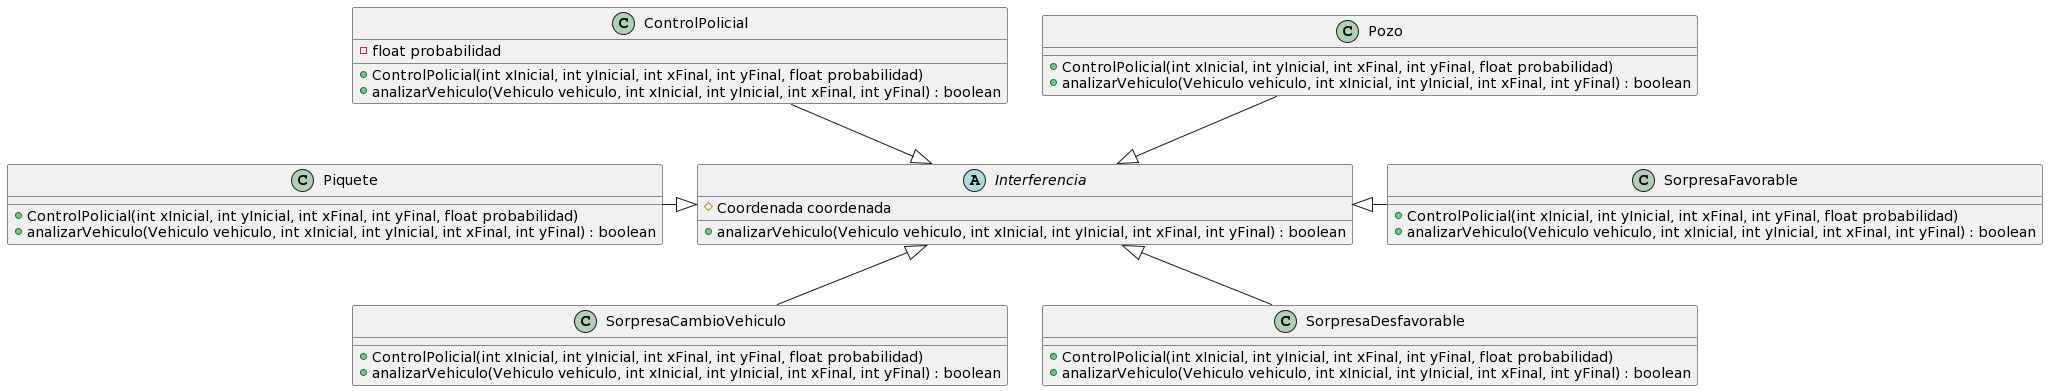 C ControlPolicial
float probabilidad
ControlPolicial(int xInicial, int yInicial, int xFinal, int yFinal, float probabilidad)
analizarVehiculo(Vehiculo vehiculo, int xInicial, int yInicial, int xFinal, int yFinal) : boolean
C Pozo
ControlPolicial(int xInicial, int yInicial, int xFinal, int yFinal, float probabilidad)
analizarVehiculo(Vehiculo vehiculo, int xInicial, int yInicial, int xFinal, int yFinal) : boolean
C Piquete
ControlPolicial(int xInicial, int yInicial, int xFinal, int yFinal, float probabilidad)
analizarVehiculo(Vehiculo vehiculo, int xInicial, int yInicial, int xFinal, int yFinal) : boolean
A Interferencia
Coordenada coordenada
analizarVehiculo(Vehiculo vehiculo, int xInicial, int yInicial, int xFinal, int yFinal) : boolean
C SorpresaFavorable
ControlPolicial(int xInicial, int yInicial, int xFinal, int yFinal, float probabilidad)
analizarVehiculo(Vehiculo vehiculo, int xInicial, int yInicial, int xFinal, int yFinal) : boolean
C SorpresaCambioVehiculo
ControlPolicial(int xInicial, int yInicial, int xFinal, int yFinal, float probabilidad)
analizarVehiculo(Vehiculo vehiculo, int xInicial, int yInicial, int xFinal, int yFinal) : boolean
C SorpresaDesfavorable
ControlPolicial(int xInicial, int yInicial, int xFinal, int yFinal, float probabilidad)
analizarVehiculo(Vehiculo vehiculo, int xInicial, int yInicial, int xFinal, int yFinal) : boolean